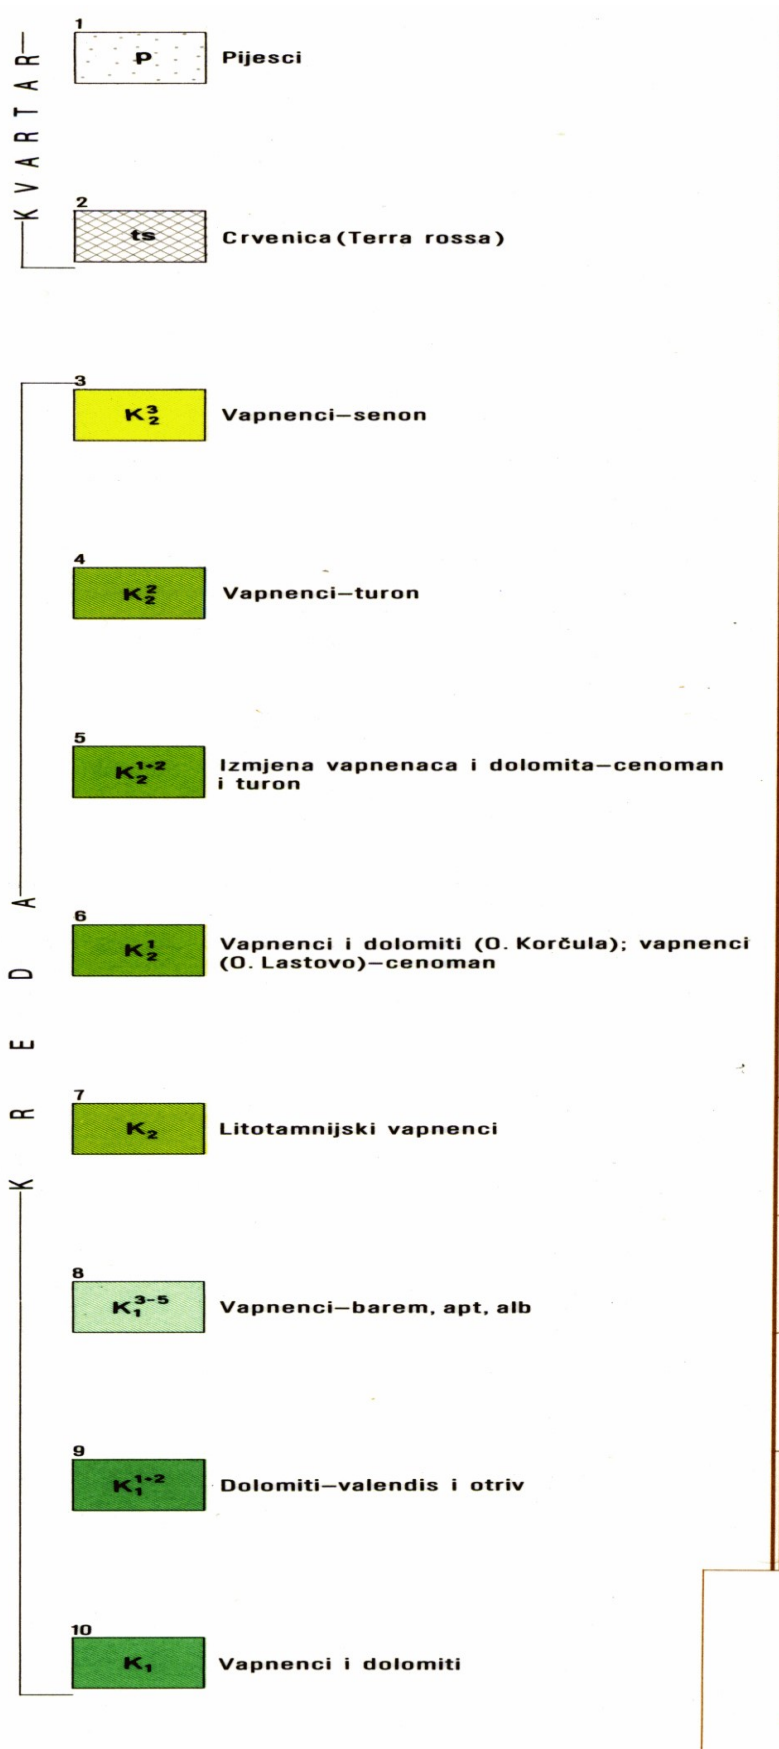 KVARTAR
1
p
Pijesci
2
ts
Crvenica (Terra rossa)
KREDA
3
K₂³
Vapnenci—senon
4
K₂²
Vapnenci—turon
5
K₂¹⁺²
Izmjena vapnenaca i dolomita—cenoman
i turon
6
K₂¹
Vapnenci i dolomiti (O. Korčula); vapnenci
(O. Lastovo)—cenoman
7
K₂
Litotamnijski vapnenci
8
K₁³⁻⁵
Vapnenci—barem, apt, alb
9
K₁¹⁺²
Dolomiti—valendis i otriv
10
K₁
Vapnenci i dolomiti